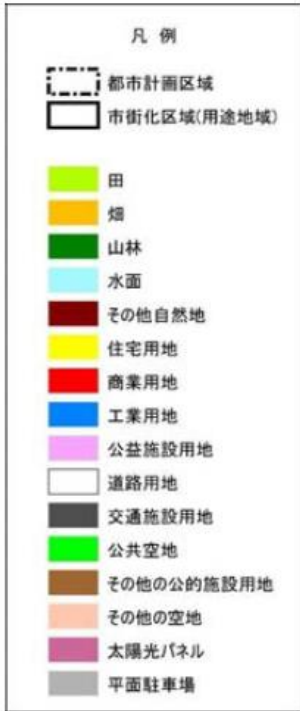 凡 例
都市計画区域
市街化区域(用途地域)
田
畑
山林
水面
その他自然地
住宅用地
商業用地
工業用地
公益施設用地
道路用地
交通施設用地
公共空地
その他の公的施設用地
その他の空地
太陽光パネル
平面駐車場